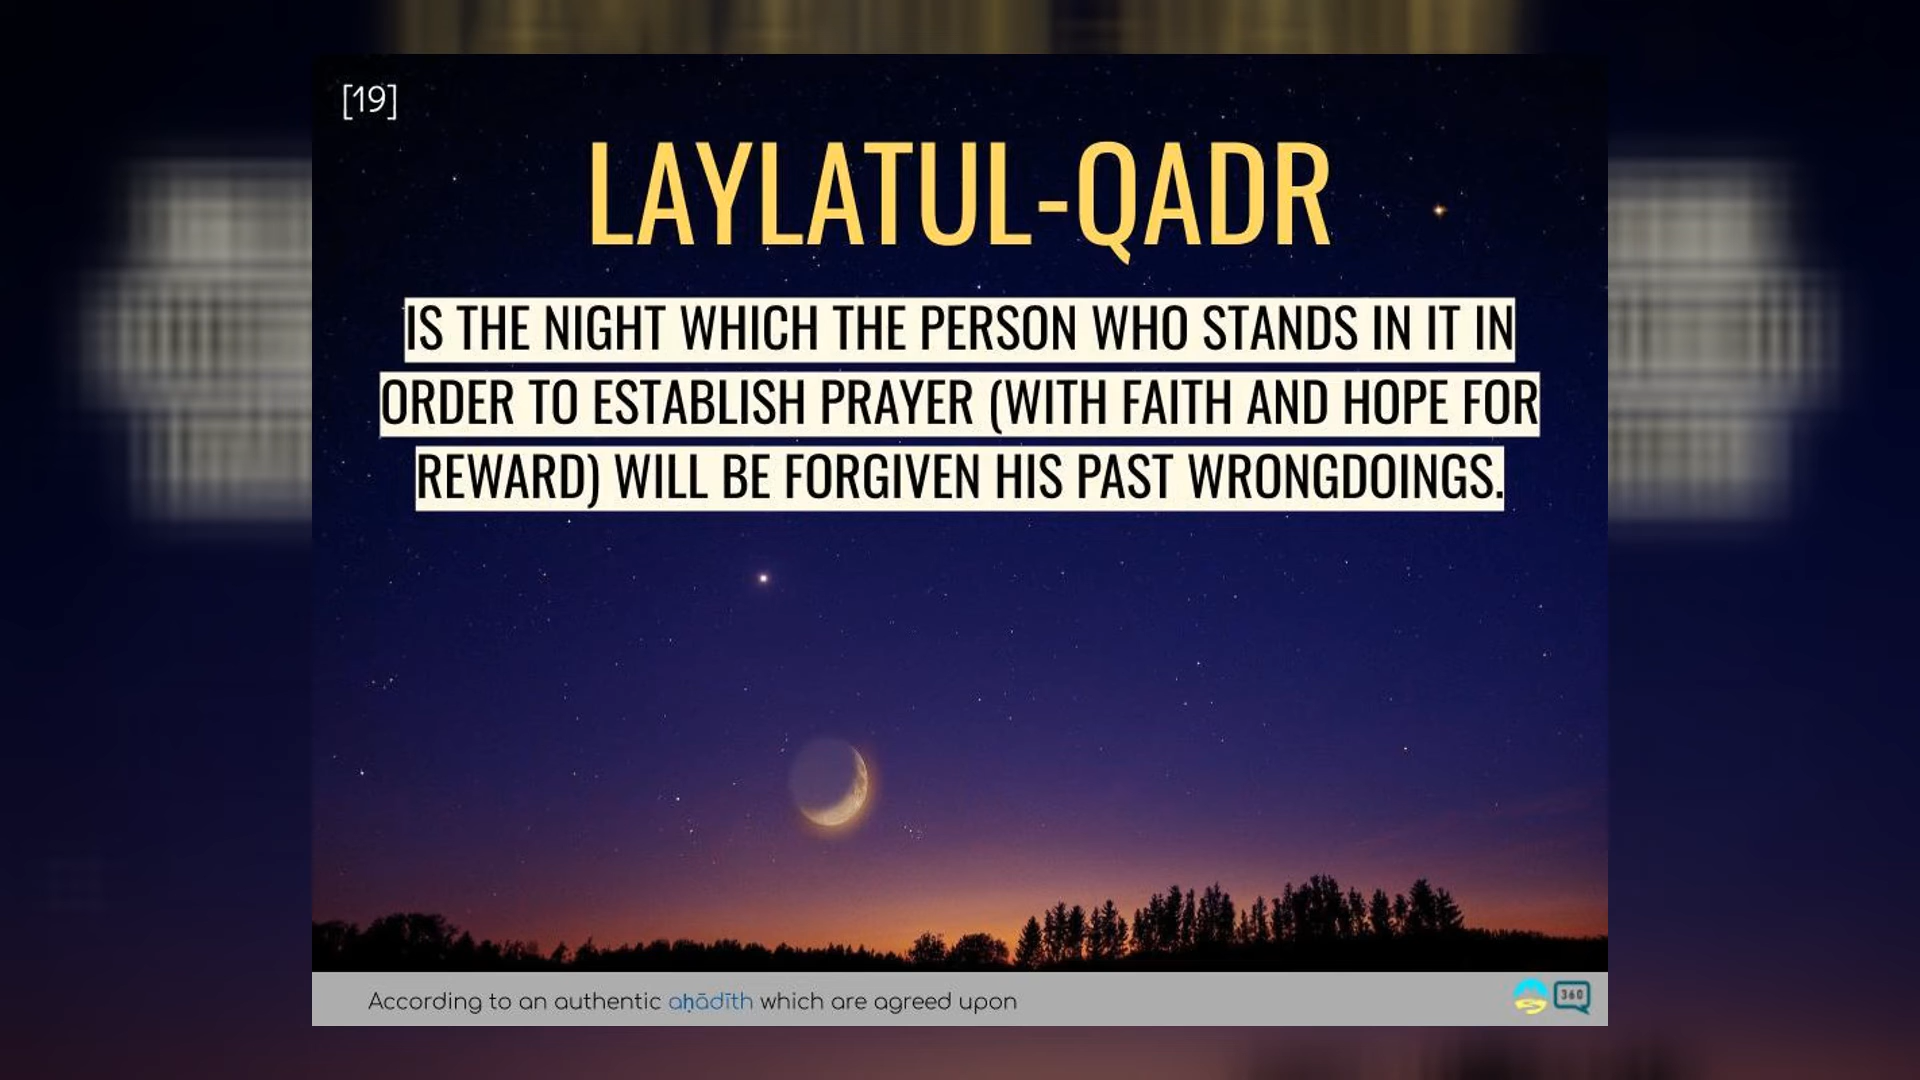 [19]
LAYLATUL-QADR
IS THE NIGHT WHICH THE PERSON WHO STANDS IN IT IN
ORDER TO ESTABLISH PRAYER (WITH FAITH AND HOPE FOR
REWARD) WILL BE FORGIVEN HIS PAST WRONGDOINGS.
According to an authentic aḥādīth which are agreed upon
360